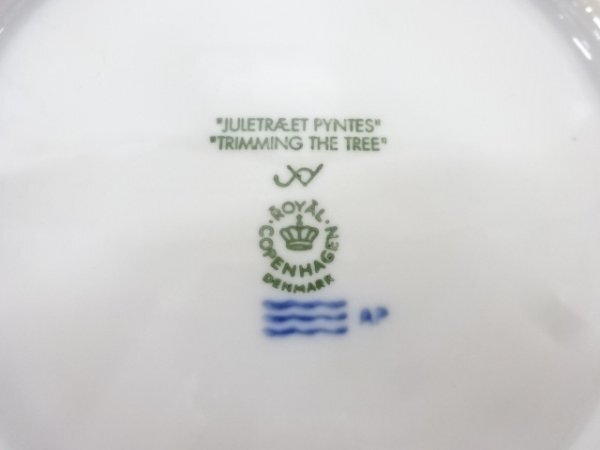 "JULETRÆET PYNTES"
"TRIMMING THE TREE"
ROYAL
COPENHAGEN
DENMARK
AP